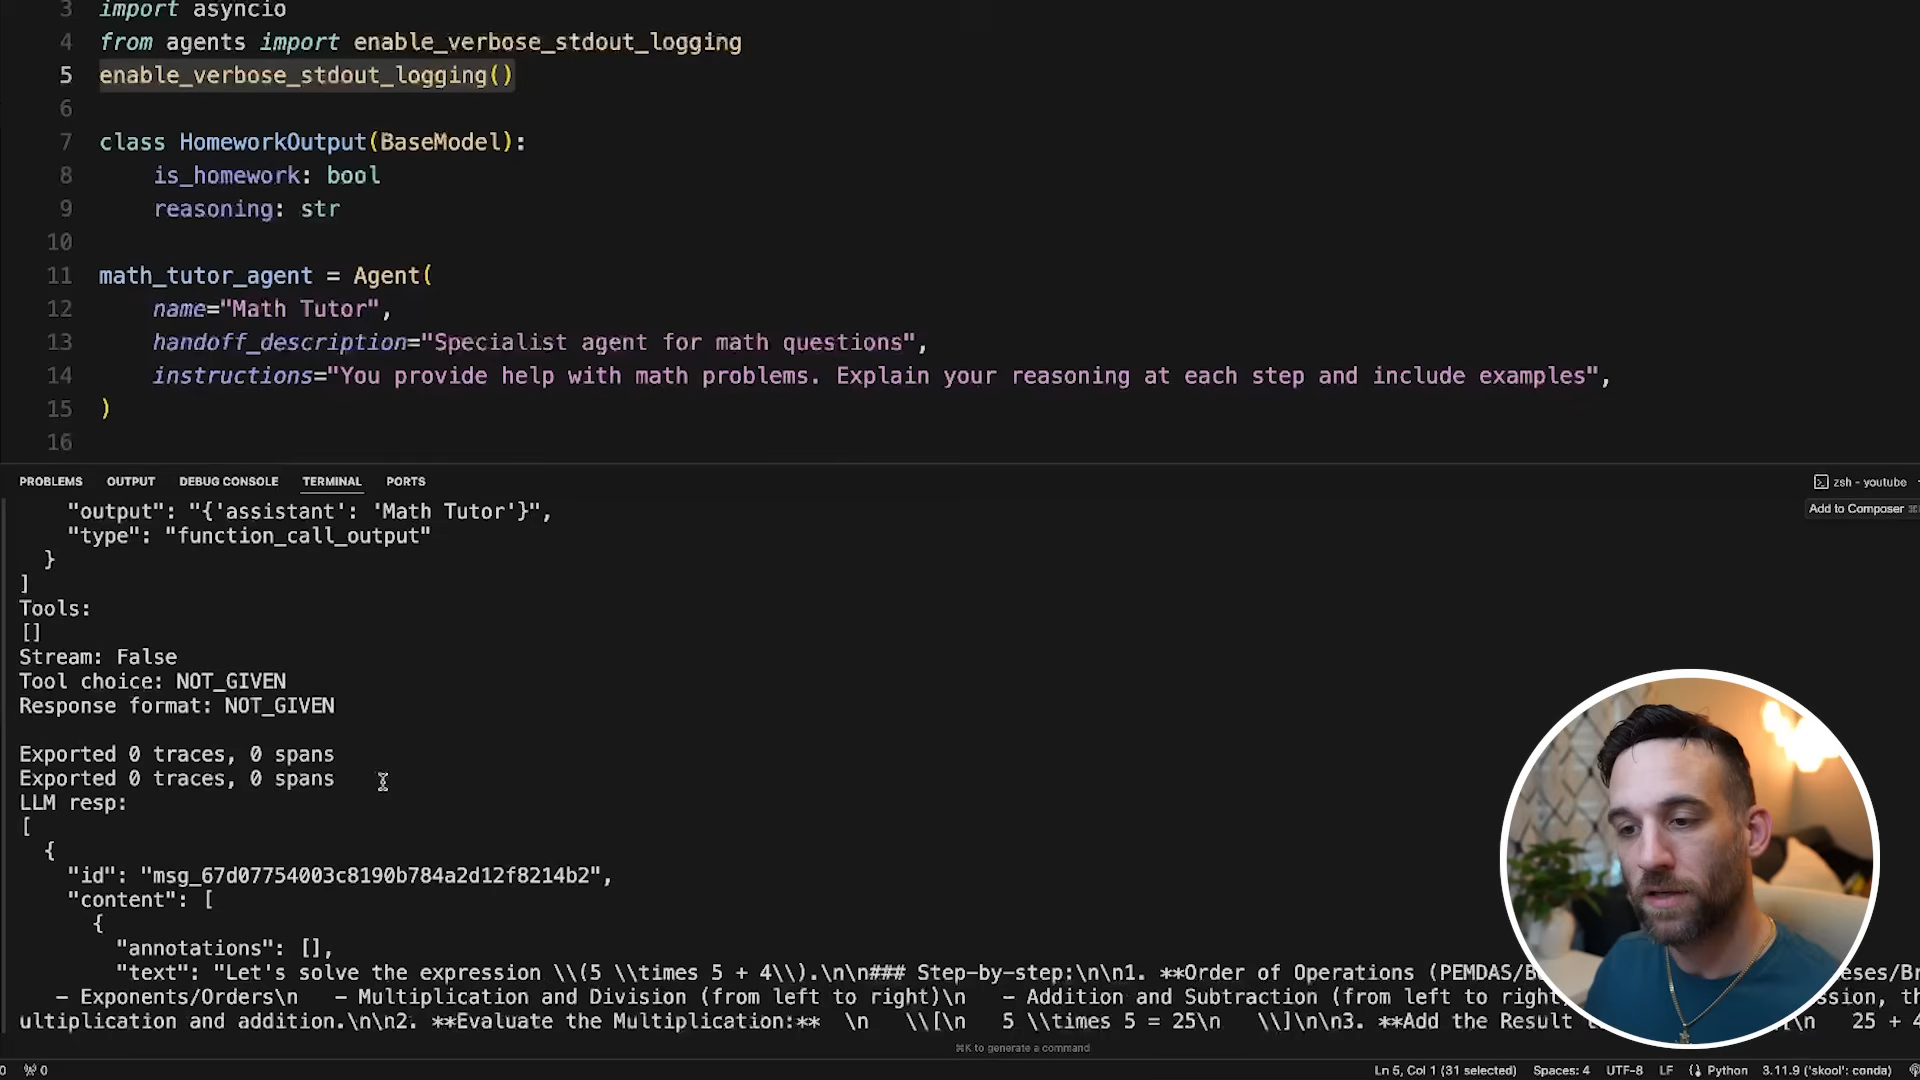 3 import asyncio
4 from agents import enable_verbose_stdout_logging
5 enable_verbose_stdout_logging()
6
7 class HomeworkOutput(BaseModel):
8 is_homework: bool
9 reasoning: str
10
11 math_tutor_agent = Agent(
12 name="Math Tutor",
13 handoff_description="Specialist agent for math questions",
14 instructions="You provide help with math problems. Explain your reasoning at each step and include examples",
15 )
16
PROBLEMS OUTPUT DEBUG CONSOLE TERMINAL PORTS
zsh - youtube
Add to Composer
"output": "{'assistant': 'Math Tutor'}",
"type": "function_call_output"
}
]
Tools:
[]
Stream: False
Tool choice: NOT_GIVEN
Response format: NOT_GIVEN
Exported 0 traces, 0 spans
Exported 0 traces, 0 spans
LLM resp:
[
{
"id": "msg_67d07754003c8190b784a2d12f8214b2",
"content": [
{
"annotations": [],
"text": "Let's solve the expression \\(5 \\times 5 + 4\\).\n\n### Step-by-step:\n\n1. **Order of Operations (PEMDAS/B
- Exponents/Orders\n - Multiplication and Division (from left to right)\n - Addition and Subtraction (from left to right
ultiplication and addition.\n\n2. **Evaluate the Multiplication:** \n \\[\n 5 \\times 5 = 25\n \\]\n\n3. **Add the Result \n 25 + 4
⌘K to generate a command
0 Ln 5, Col 1 (31 selected) Spaces: 4 UTF-8 LF Python 3.11.9 ('skool': conda)